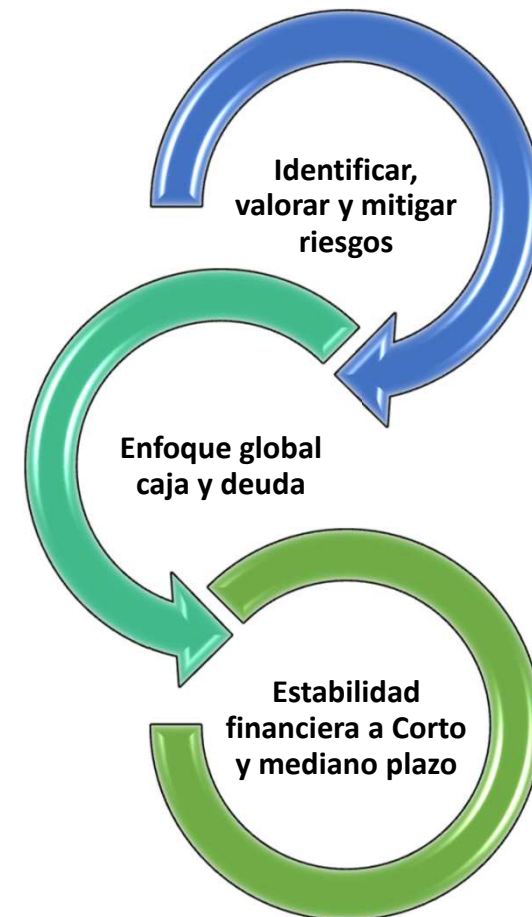 Identificar,
valorar y mitigar
riesgos
Enfoque global
caja y deuda
Estabilidad
financiera a Corto
y mediano plazo